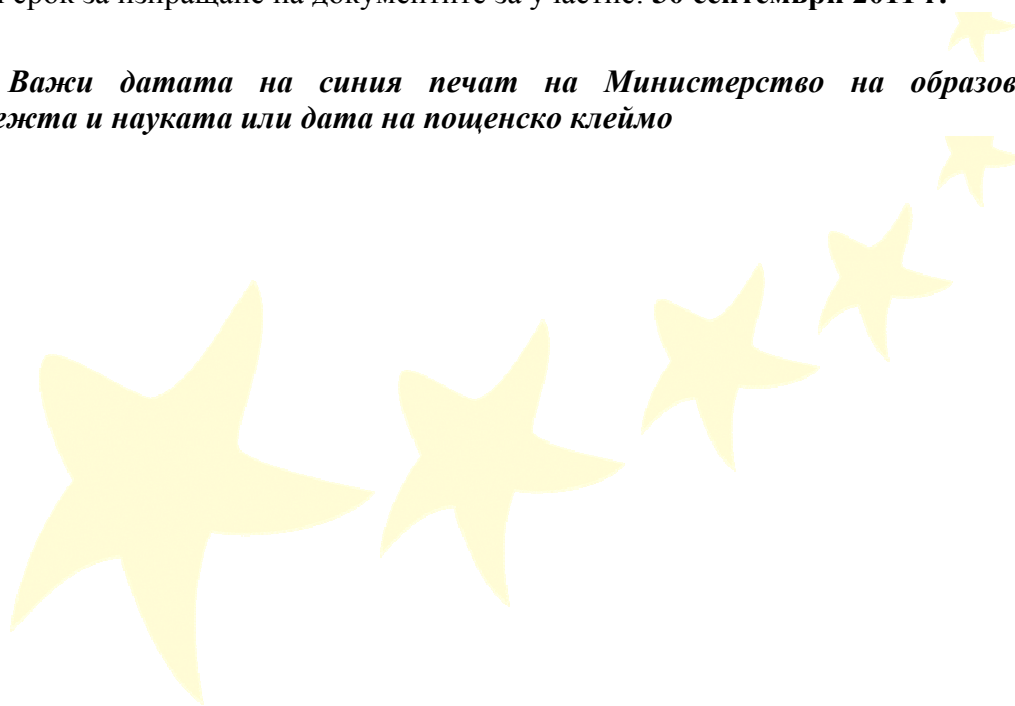 срок за изпращане на документите за участие: 30 септември 2011 г.
Важи датата на синия печат на Министерство на образов
ежта и науката или дата на пощенско клеймо